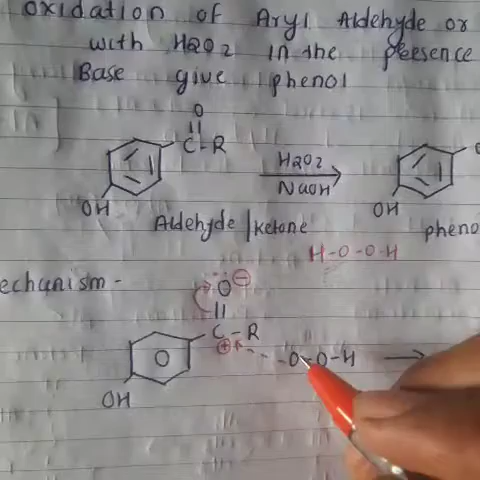 oxidation of Aryl Aldehyde or
with H2O2 in the presence
Base give phenol
O
C-R
H2O2
NaOH
OH
OH
Aldehyde/ketone
pheno
H-O-O-H
echanism-
O
C-R
-O-O-H
OH